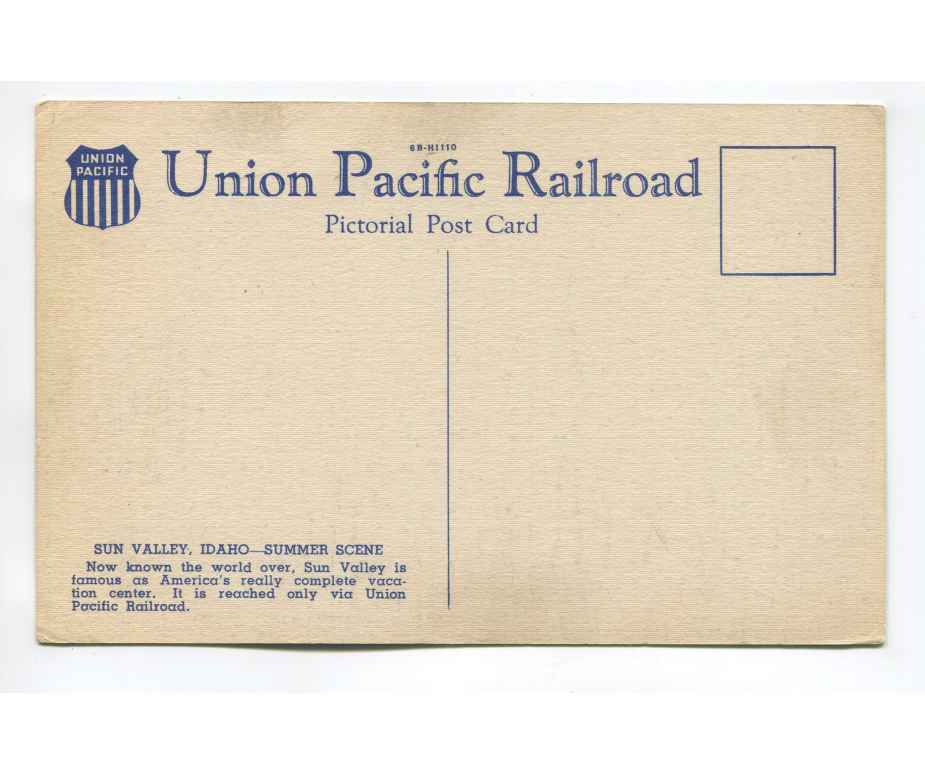 6B-H1110
UNION
PACIFIC
Union Pacific Railroad
Pictorial Post Card
SUN VALLEY, IDAHO—SUMMER SCENE
Now known the world over, Sun Valley is
famous as America's really complete vaca-
tion center. It is reached only via Union
Pacific Railroad.